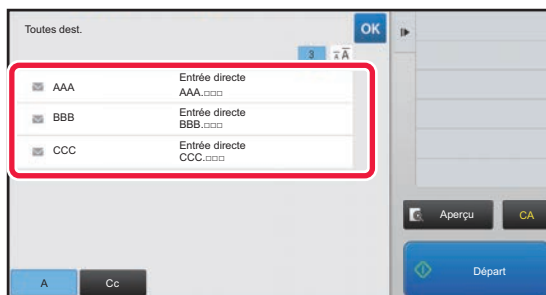 Toutes dest.
OK
3 AA
AAA Entrée directe
AAA.□□□
BBB Entrée directe
BBB.□□□
CCC Entrée directe
CCC.□□□
Aperçu
CA
A
Cc
Départ